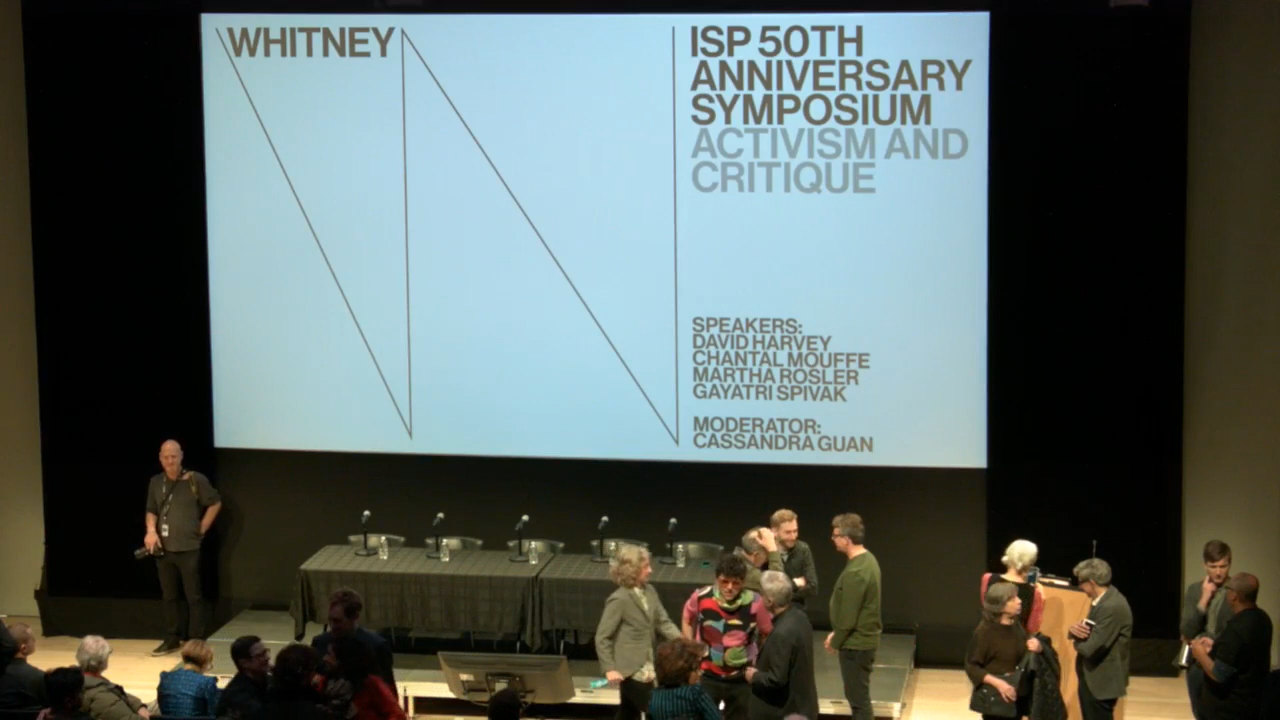 WHITNEY
ISP 50TH
ANNIVERSARY
SYMPOSIUM
ACTIVISM AND
CRITIQUE
SPEAKERS:
DAVID HARVEY
CHANTAL MOUFFE
MARTHA ROSLER
GAYATRI SPIVAK
MODERATOR:
CASSANDRA GUAN